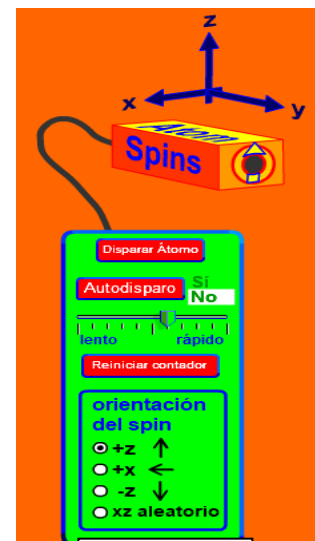 z
x
y
Atom
Spins
Disparar Átomo
Autodisparo
Sí
No
lento
rápido
Reiniciar contador
orientación
del spin
+z
+x
-z
xz aleatorio